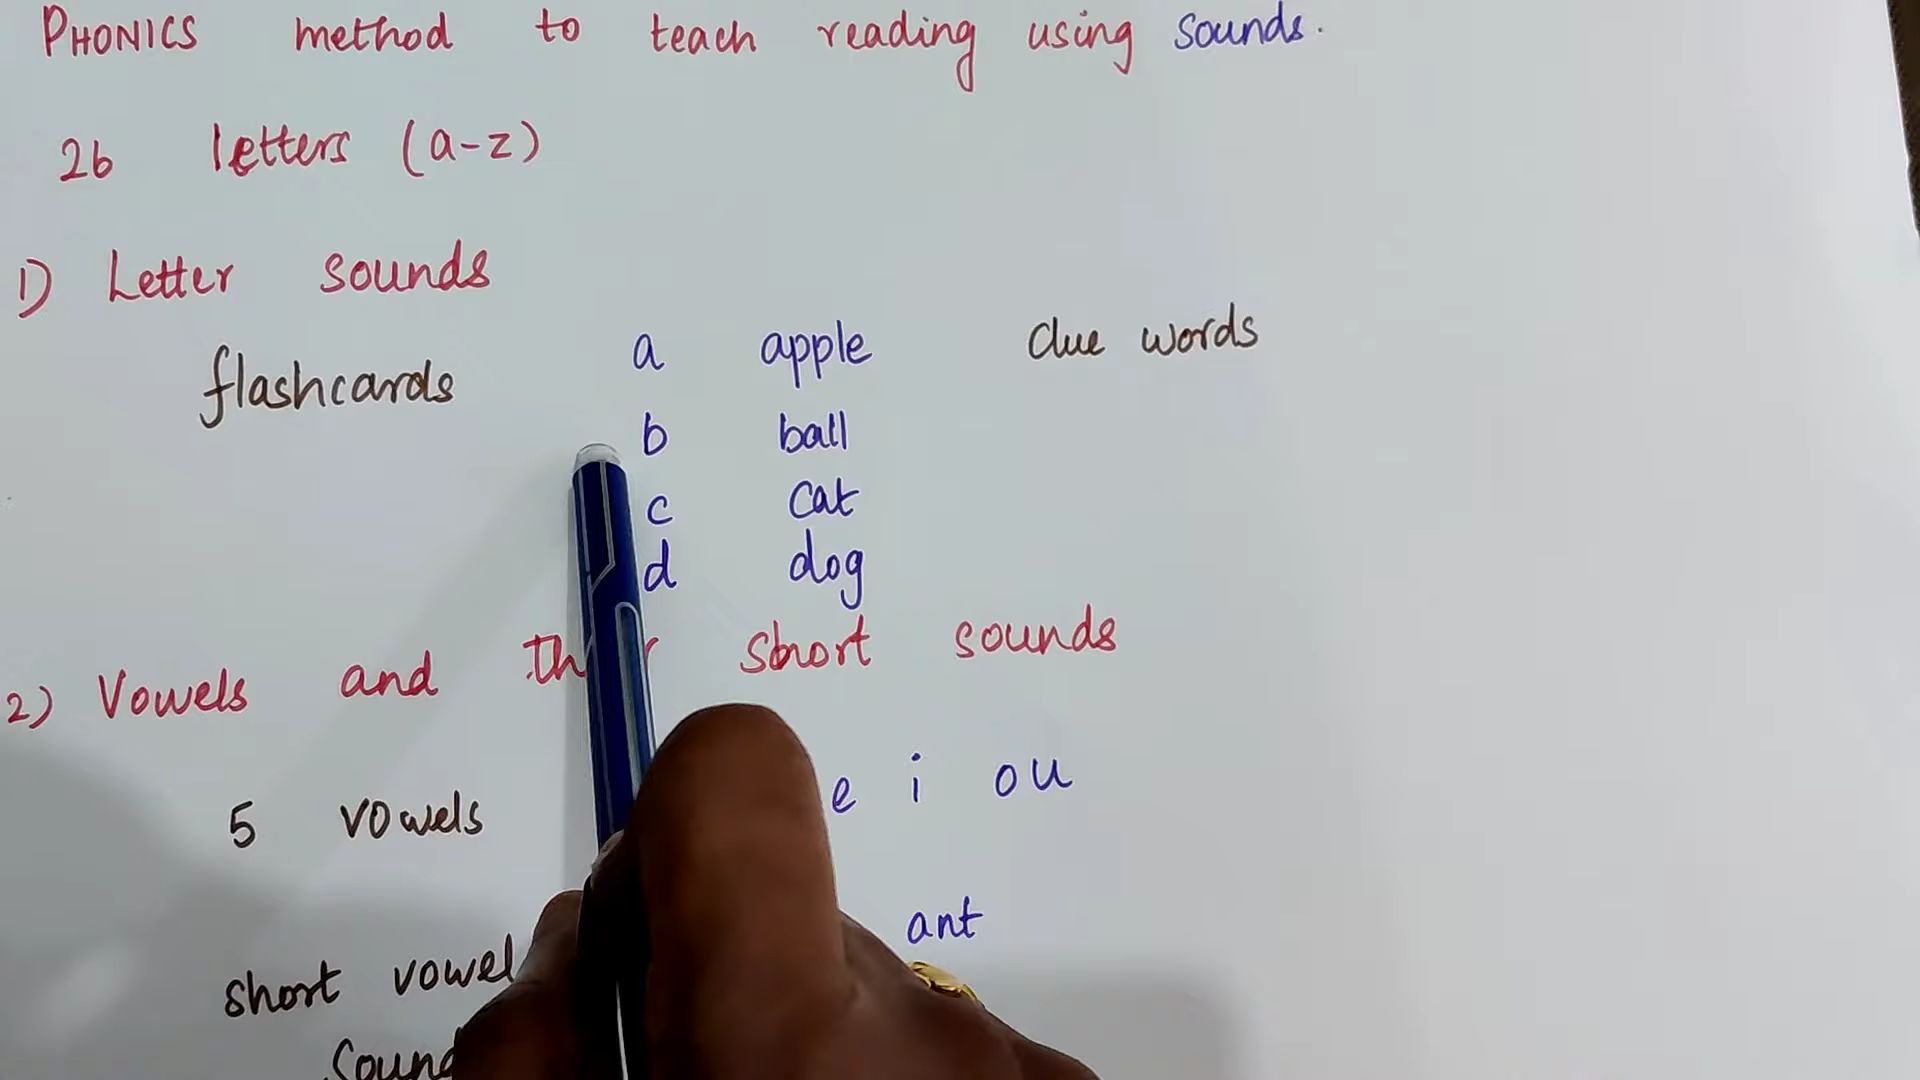 PHONICS method to teach reading using sounds.
26 letters (a-z)
1) Letter sounds
flashcards a apple clue words
b ball
c cat
d dog
2) Vowels and short sounds
5 vowels e i o u
ant
short vowel